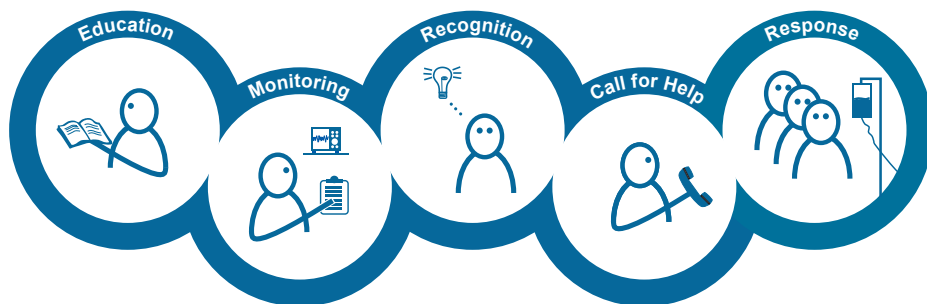 Education
Monitoring
Recognition
Call for Help
Response